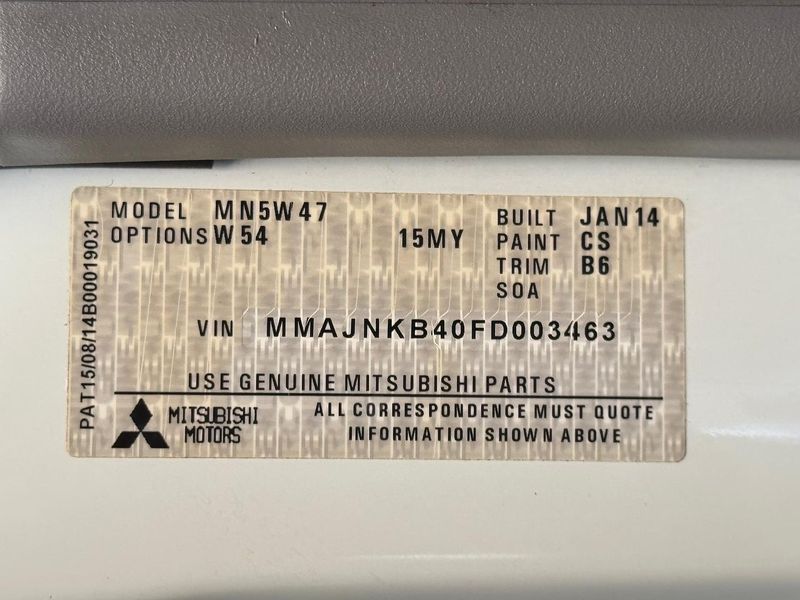 MODEL MN5W47
OPTIONS W54 15MY
BUILT JAN14
PAINT CS
TRIM B6
SOA
VIN MMAJNKB40FD003463
USE GENUINE MITSUBISHI PARTS
MITSUBISHI
MOTORS
ALL CORRESPONDENCE MUST QUOTE
INFORMATION SHOWN ABOVE
PAT15/08/14B00019031